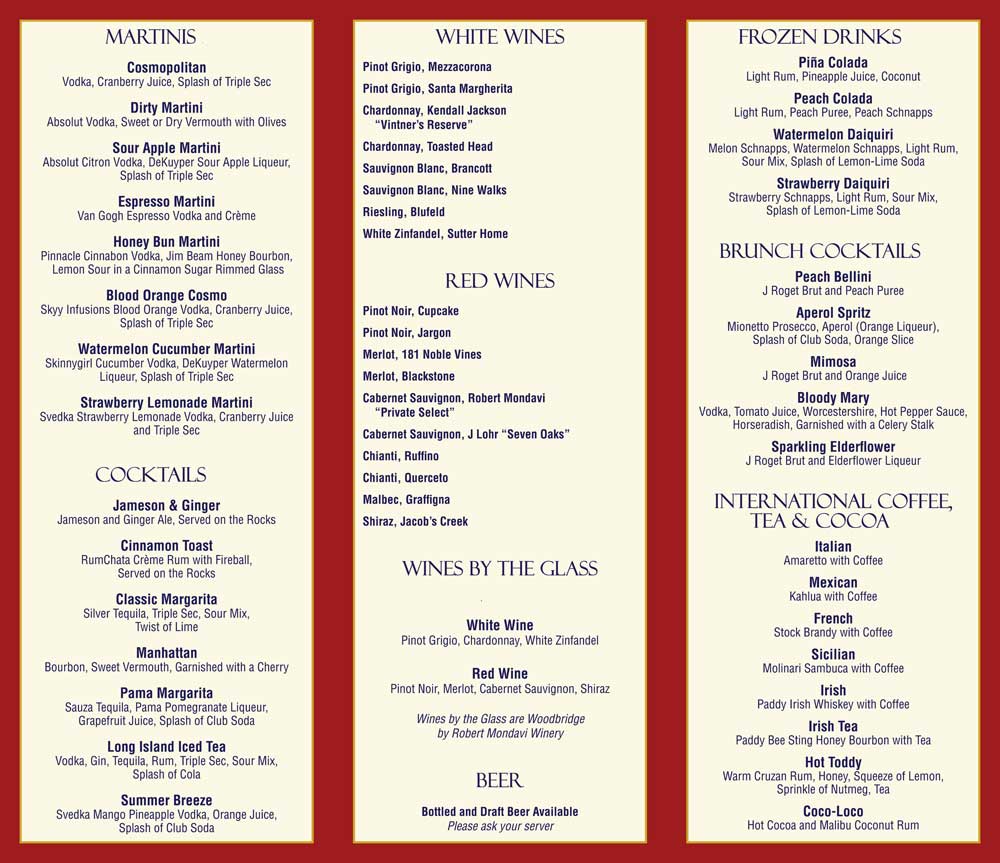 MARTINIS
Cosmopolitan
Vodka, Cranberry Juice, Splash of Triple Sec
Dirty Martini
Absolut Vodka, Sweet or Dry Vermouth with Olives
Sour Apple Martini
Absolut Citron Vodka, DeKuyper Sour Apple Liqueur,
Splash of Triple Sec
Espresso Martini
Van Gogh Espresso Vodka and Crème
Honey Bun Martini
Pinnacle Cinnabon Vodka, Jim Beam Honey Bourbon,
Lemon Sour in a Cinnamon Sugar Rimmed Glass
Blood Orange Cosmo
Skyy Infusions Blood Orange Vodka, Cranberry Juice,
Splash of Triple Sec
Watermelon Cucumber Martini
Skinnygirl Cucumber Vodka, DeKuyper Watermelon
Liqueur, Splash of Triple Sec
Strawberry Lemonade Martini
Svedka Strawberry Lemonade Vodka, Cranberry Juice
and Triple Sec
COCKTAILS
Jameson & Ginger
Jameson and Ginger Ale, Served on the Rocks
Cinnamon Toast
RumChata Crème Rum with Fireball,
Served on the Rocks
Classic Margarita
Silver Tequila, Triple Sec, Sour Mix,
Twist of Lime
Manhattan
Bourbon, Sweet Vermouth, Garnished with a Cherry
Pama Margarita
Sauza Tequila, Pama Pomegranate Liqueur,
Grapefruit Juice, Splash of Club Soda
Long Island Iced Tea
Vodka, Gin, Tequila, Rum, Triple Sec, Sour Mix,
Splash of Cola
Summer Breeze
Svedka Mango Pineapple Vodka, Orange Juice,
Splash of Club Soda
WHITE WINES
Pinot Grigio, Mezzacorona
Pinot Grigio, Santa Margherita
Chardonnay, Kendall Jackson
“Vintner’s Reserve”
Chardonnay, Toasted Head
Sauvignon Blanc, Brancott
Sauvignon Blanc, Nine Walks
Riesling, Blufeld
White Zinfandel, Sutter Home
RED WINES
Pinot Noir, Cupcake
Pinot Noir, Jargon
Merlot, 181 Noble Vines
Merlot, Blackstone
Cabernet Sauvignon, Robert Mondavi
“Private Select”
Cabernet Sauvignon, J Lohr “Seven Oaks”
Chianti, Ruffino
Chianti, Querceto
Malbec, Graffigna
Shiraz, Jacob’s Creek
WINES BY THE GLASS
White Wine
Pinot Grigio, Chardonnay, White Zinfandel
Red Wine
Pinot Noir, Merlot, Cabernet Sauvignon, Shiraz
Wines by the Glass are Woodbridge
by Robert Mondavi Winery
BEER
Bottled and Draft Beer Available
Please ask your server
FROZEN DRINKS
Piña Colada
Light Rum, Pineapple Juice, Coconut
Peach Colada
Light Rum, Peach Puree, Peach Schnapps
Watermelon Daiquiri
Melon Schnapps, Watermelon Schnapps, Light Rum,
Sour Mix, Splash of Lemon-Lime Soda
Strawberry Daiquiri
Strawberry Schnapps, Light Rum, Sour Mix,
Splash of Lemon-Lime Soda
BRUNCH COCKTAILS
Peach Bellini
J Roget Brut and Peach Puree
Aperol Spritz
Mionetto Prosecco, Aperol (Orange Liqueur),
Splash of Club Soda, Orange Slice
Mimosa
J Roget Brut and Orange Juice
Bloody Mary
Vodka, Tomato Juice, Worcestershire, Hot Pepper Sauce,
Horseradish, Garnished with a Celery Stalk
Sparkling Elderflower
J Roget Brut and Elderflower Liqueur
INTERNATIONAL COFFEE,
TEA & COCOA
Italian
Amaretto with Coffee
Mexican
Kahlua with Coffee
French
Stock Brandy with Coffee
Sicilian
Molinari Sambuca with Coffee
Irish
Paddy Irish Whiskey with Coffee
Irish Tea
Paddy Bee Sting Honey Bourbon with Tea
Hot Toddy
Warm Cruzan Rum, Honey, Squeeze of Lemon,
Sprinkle of Nutmeg, Tea
Coco-Loco
Hot Cocoa and Malibu Coconut Rum